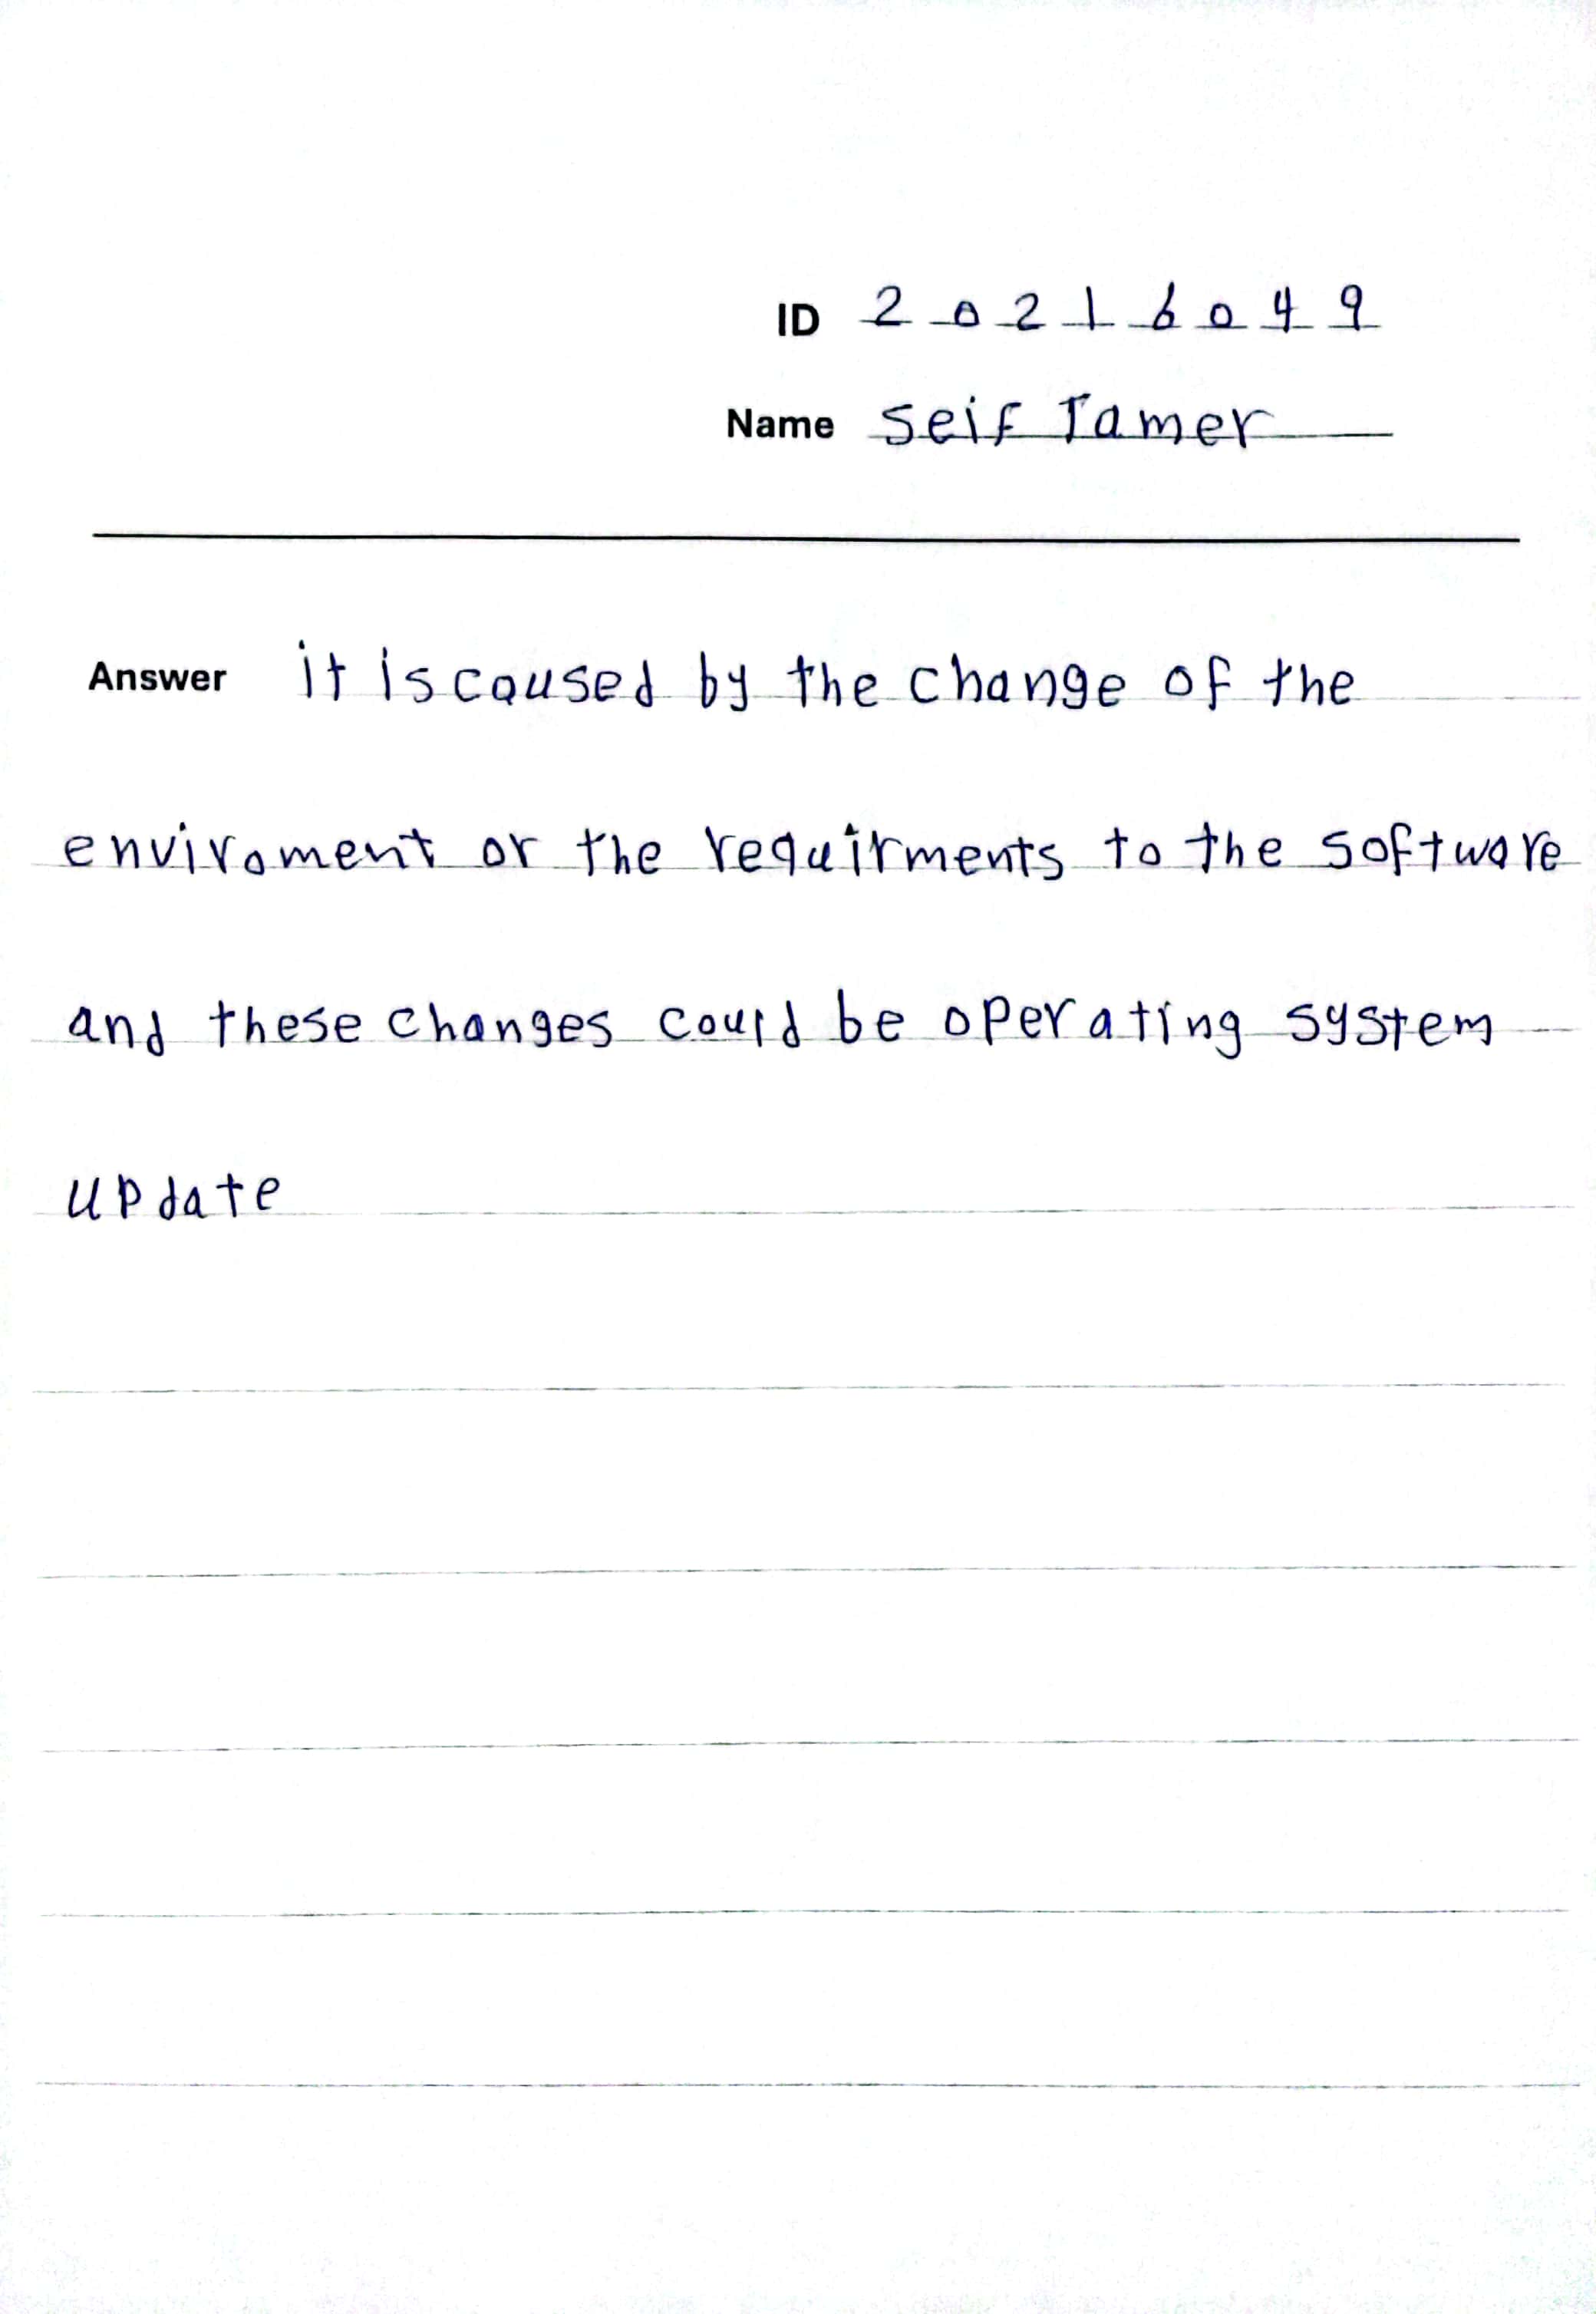 ID 20216049
Name seif Tamer
Answer it is caused by the change of the
enviroment or the requirments to the software
and these changes could be operating system
update